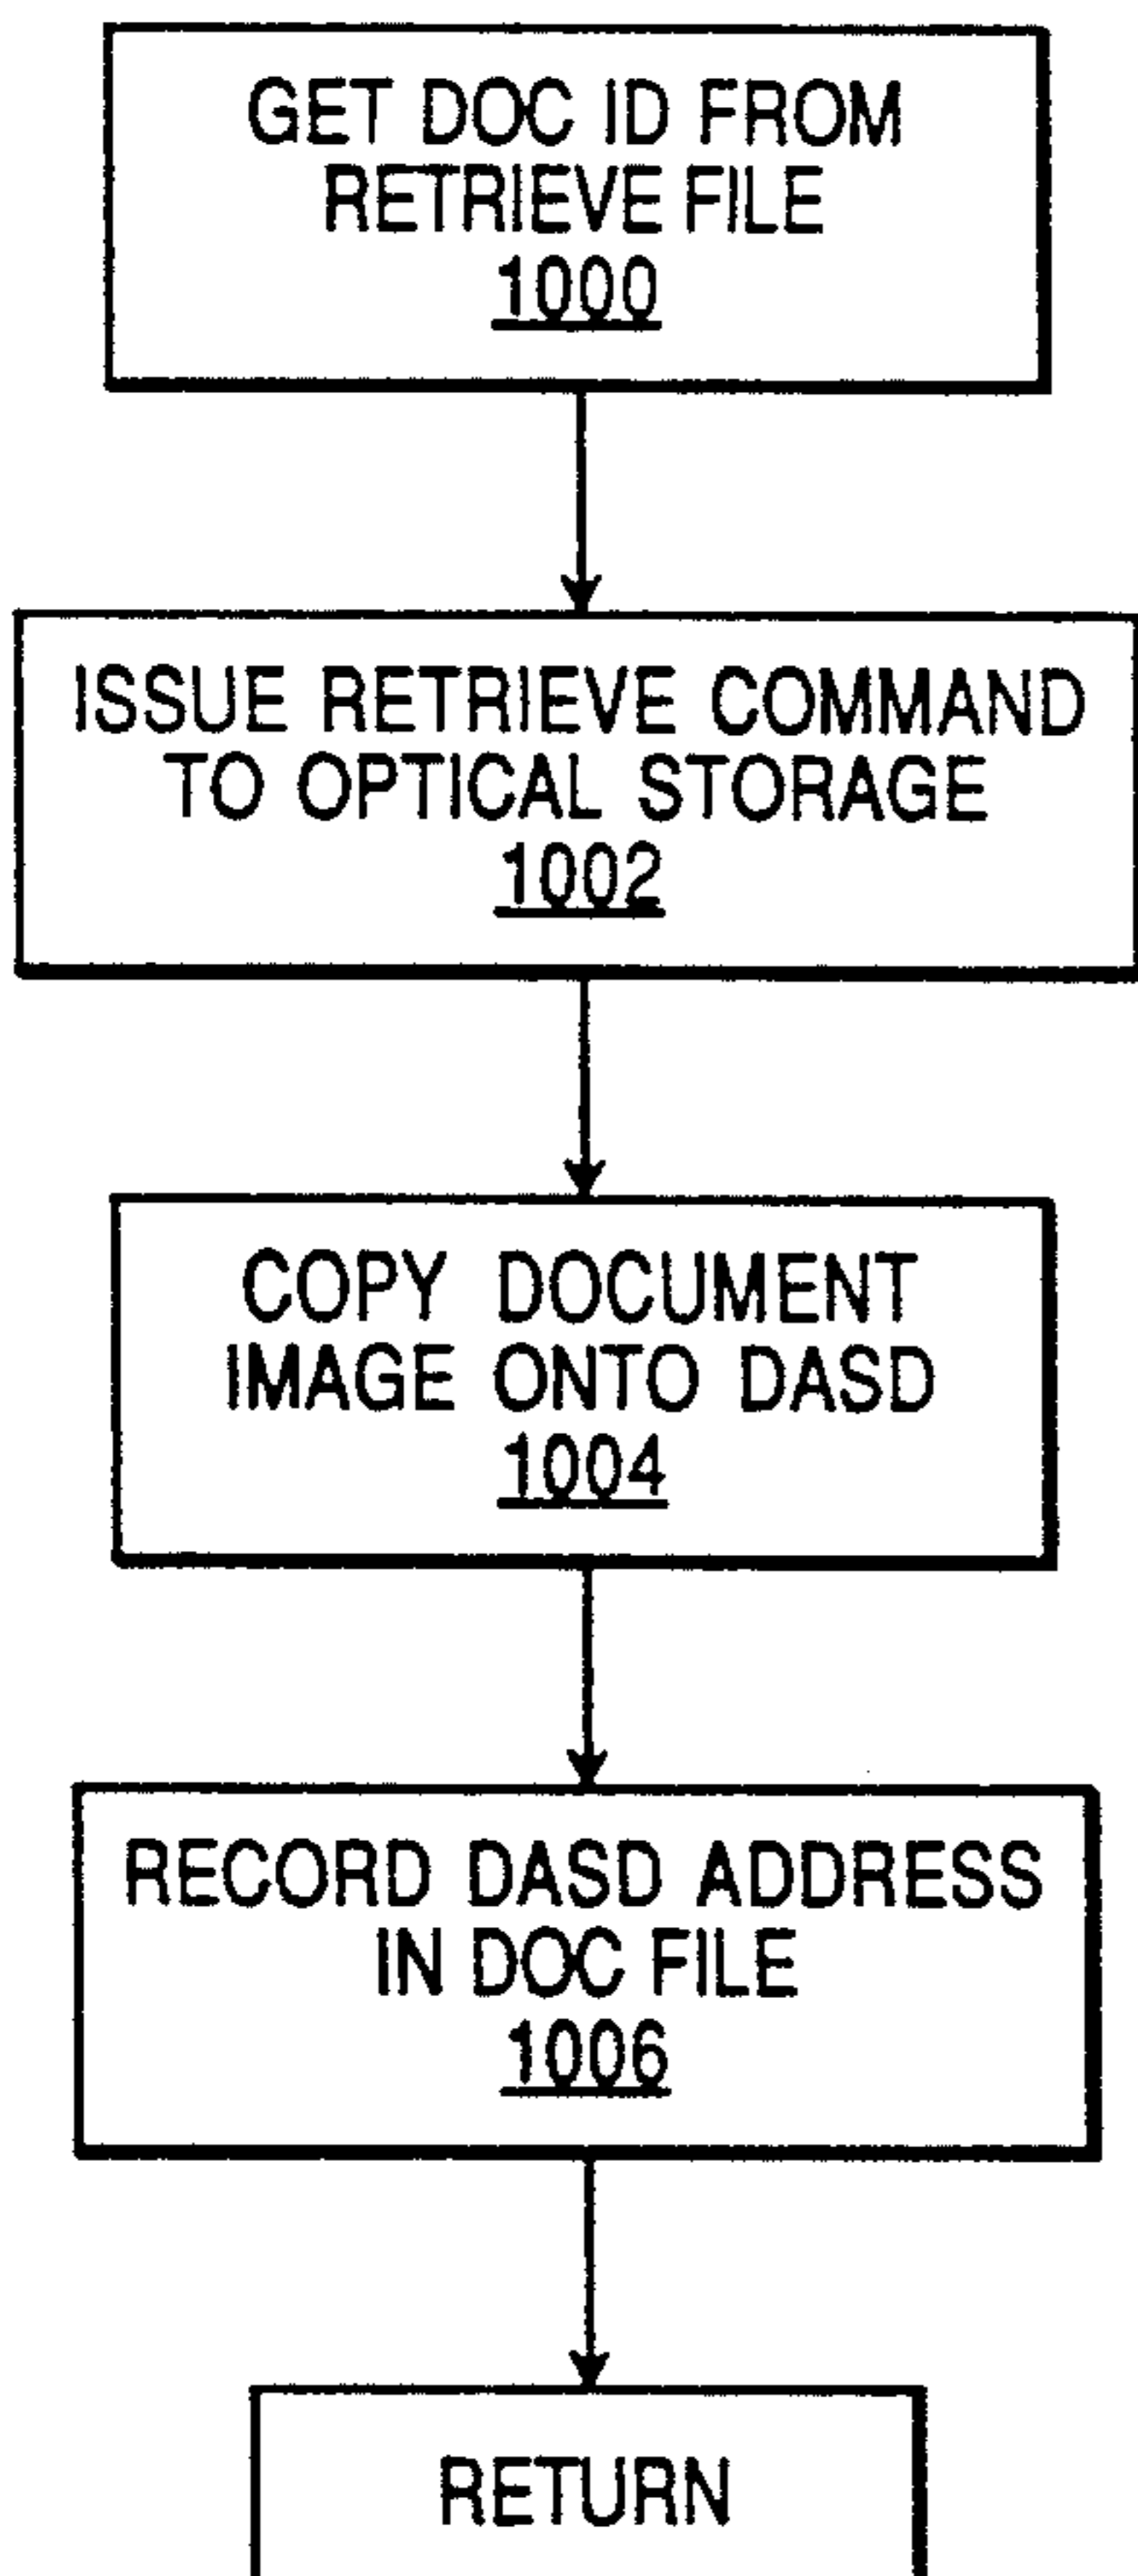 GET DOC ID FROM
RETRIEVE FILE
1000
ISSUE RETRIEVE COMMAND
TO OPTICAL STORAGE
1002
COPY DOCUMENT
IMAGE ONTO DASD
1004
RECORD DASD ADDRESS
IN DOC FILE
1006
RETURN